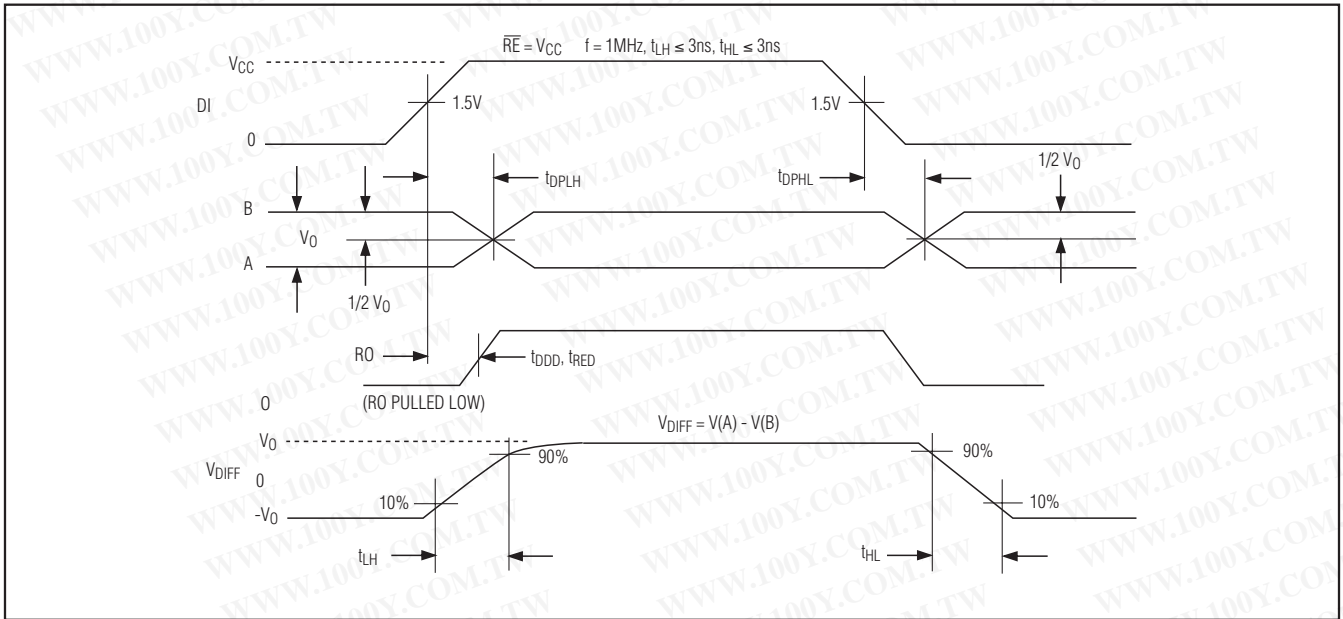 RE = VCC f = 1MHz, tLH ≤ 3ns, tHL ≤ 3ns
VCC
DI
1.5V
1.5V
0
1/2 VO
tDPLH
tDPHL
B
VO
A
1/2 VO
RO
tDDD, tRED
(RO PULLED LOW)
O
VDIFF = V(A) - V(B)
VO
90%
90%
VDIFF
0
10%
10%
-VO
tLH
tHL
WWW.100Y.COM.TW